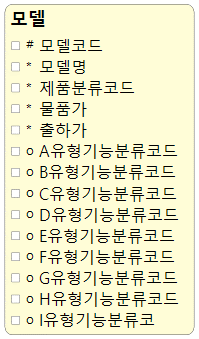 모델
# 모델코드
* 모델명
* 제품분류코드
* 물품가
* 출하가
o A유형기능분류코드
o B유형기능분류코드
o C유형기능분류코드
o D유형기능분류코드
o E유형기능분류코드
o F유형기능분류코드
o G유형기능분류코드
o H유형기능분류코드
o I유형기능분류코